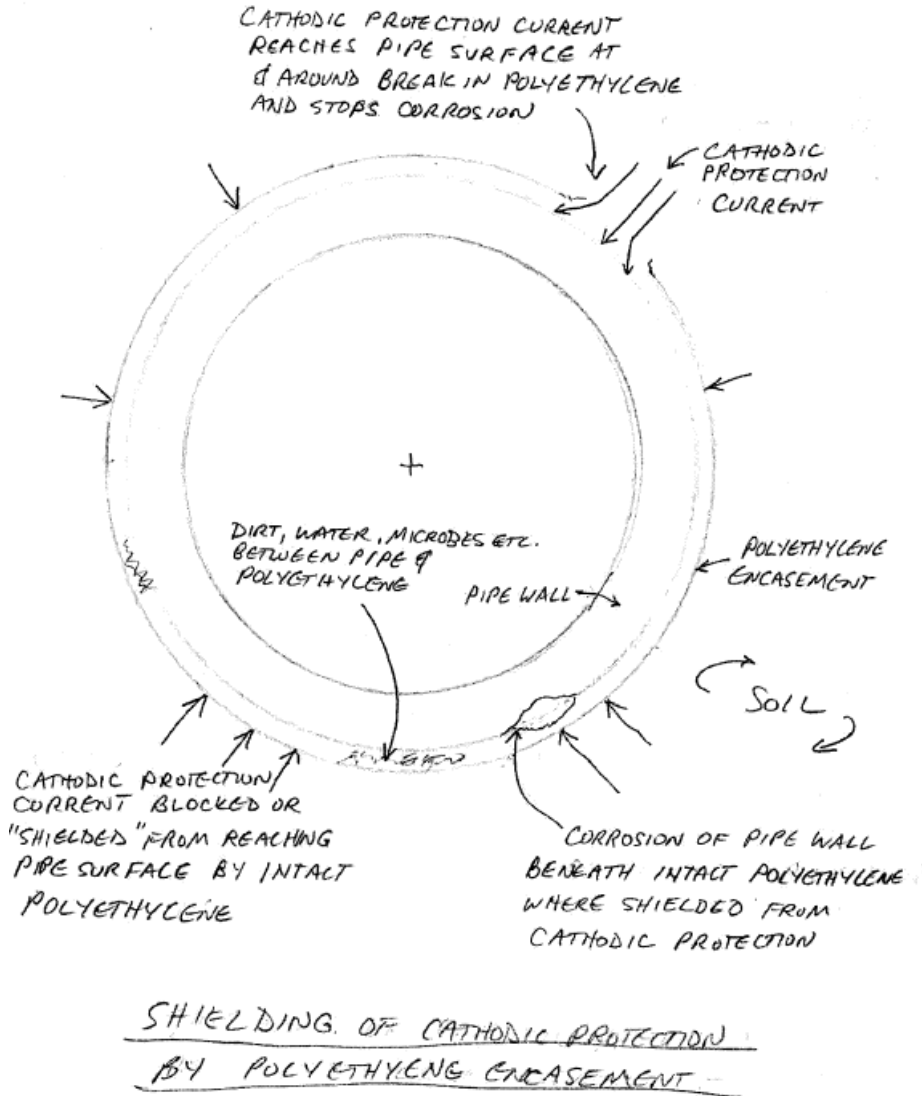 CATHODIC PROTECTION CURRENT
REACHES PIPE SURFACE AT
& AROUND BREAK IN POLYETHYLENE
AND STOPS CORROSION
CATHODIC
PROTECTION
CURRENT
DIRT, WATER, MICROBES ETC.
BETWEEN PIPE &
POLYETHYLENE
PIPE WALL
POLYETHYLENE
ENCASEMENT
SOIL
CATHODIC PROTECTION
CURRENT BLOCKED OR
"SHIELDED" FROM REACHING
PIPE SURFACE BY INTACT
POLYETHYLENE
CORROSION OF PIPE WALL
BENEATH INTACT POLYETHYLENE
WHERE SHIELDED FROM
CATHODIC PROTECTION
SHIELDING OF CATHODIC PROTECTION
BY POLYETHYENE ENCASEMENT